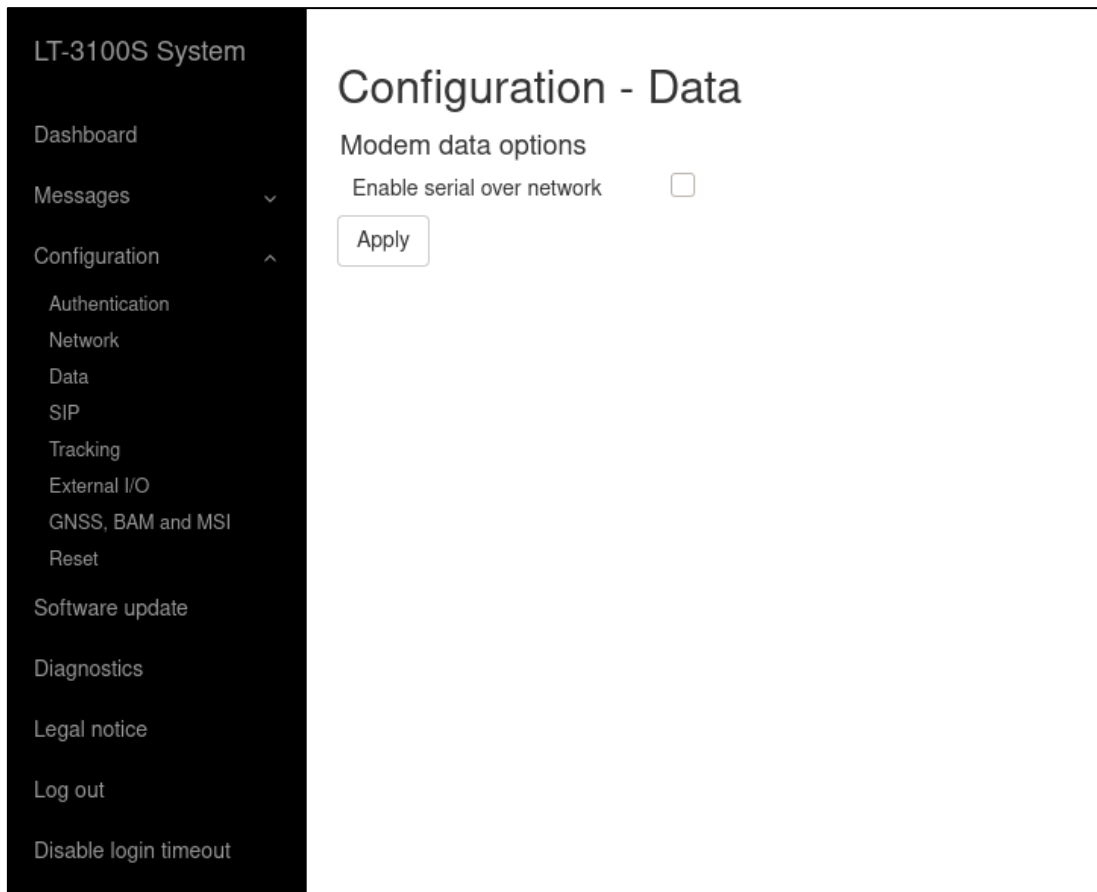 LT-3100S System
Dashboard
Messages
Configuration
Authentication
Network
Data
SIP
Tracking
External I/O
GNSS, BAM and MSI
Reset
Software update
Diagnostics
Legal notice
Log out
Disable login timeout
Configuration - Data
Modem data options
Enable serial over network
Apply